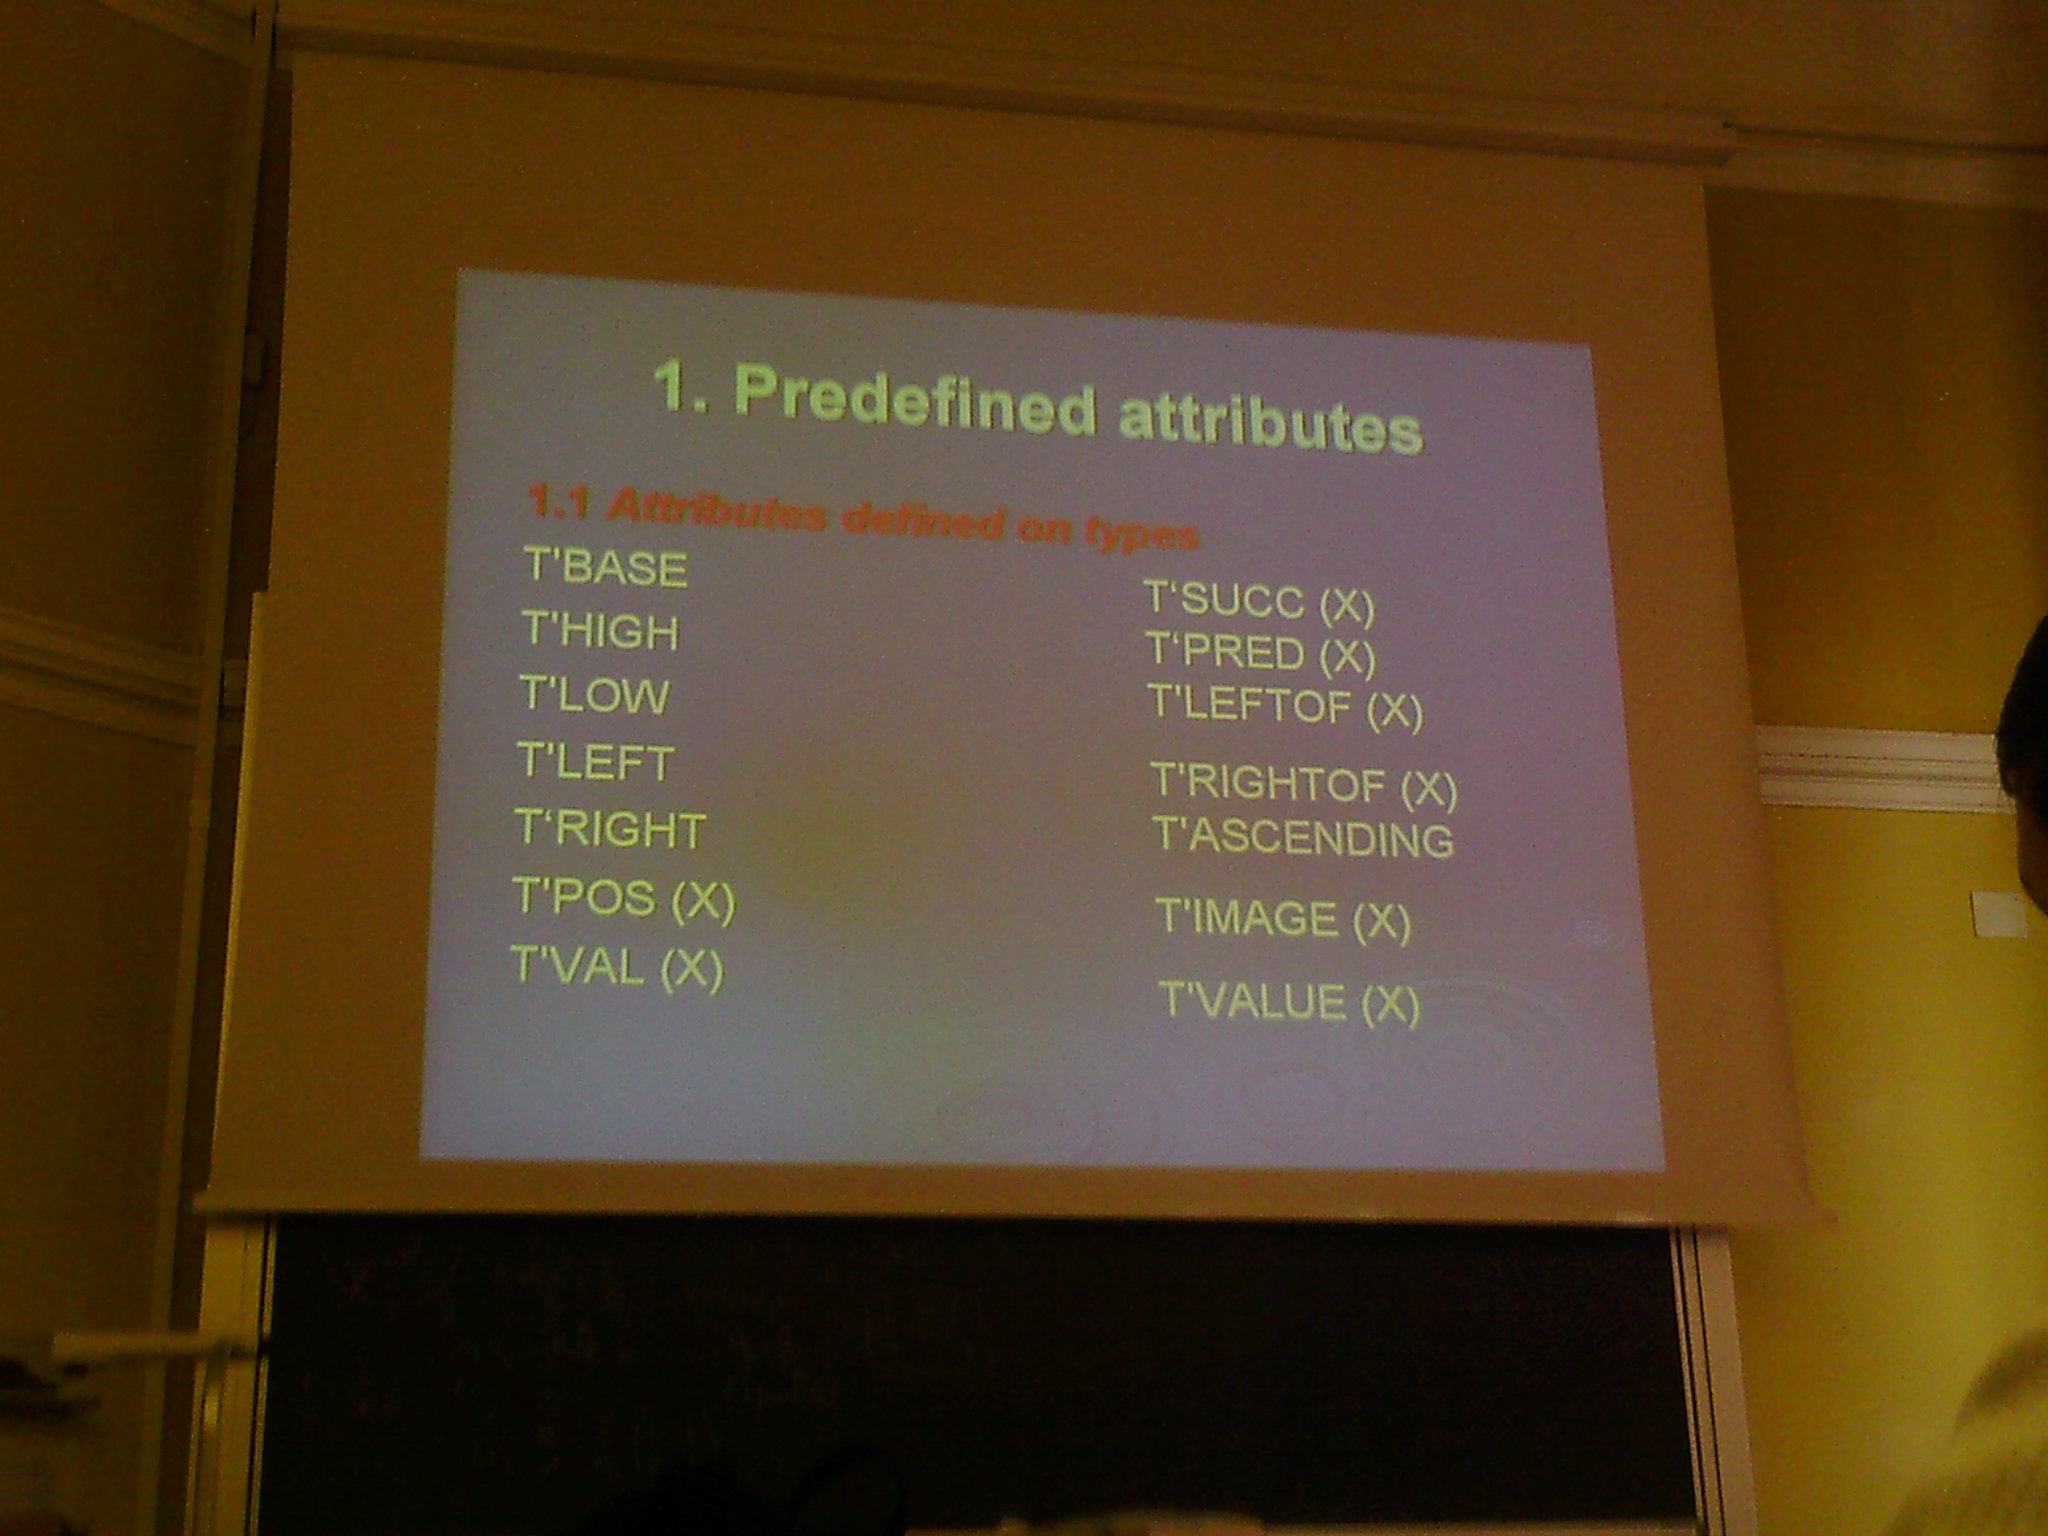 1. Predefined attributes
1.1 Attributes defined on types
T'BASE
T'HIGH
T'LOW
T'LEFT
T‘RIGHT
T'POS (X)
T'VAL (X)
T‘SUCC (X)
T‘PRED (X)
T'LEFTOF (X)
T'RIGHTOF (X)
T'ASCENDING
T'IMAGE (X)
T'VALUE (X)